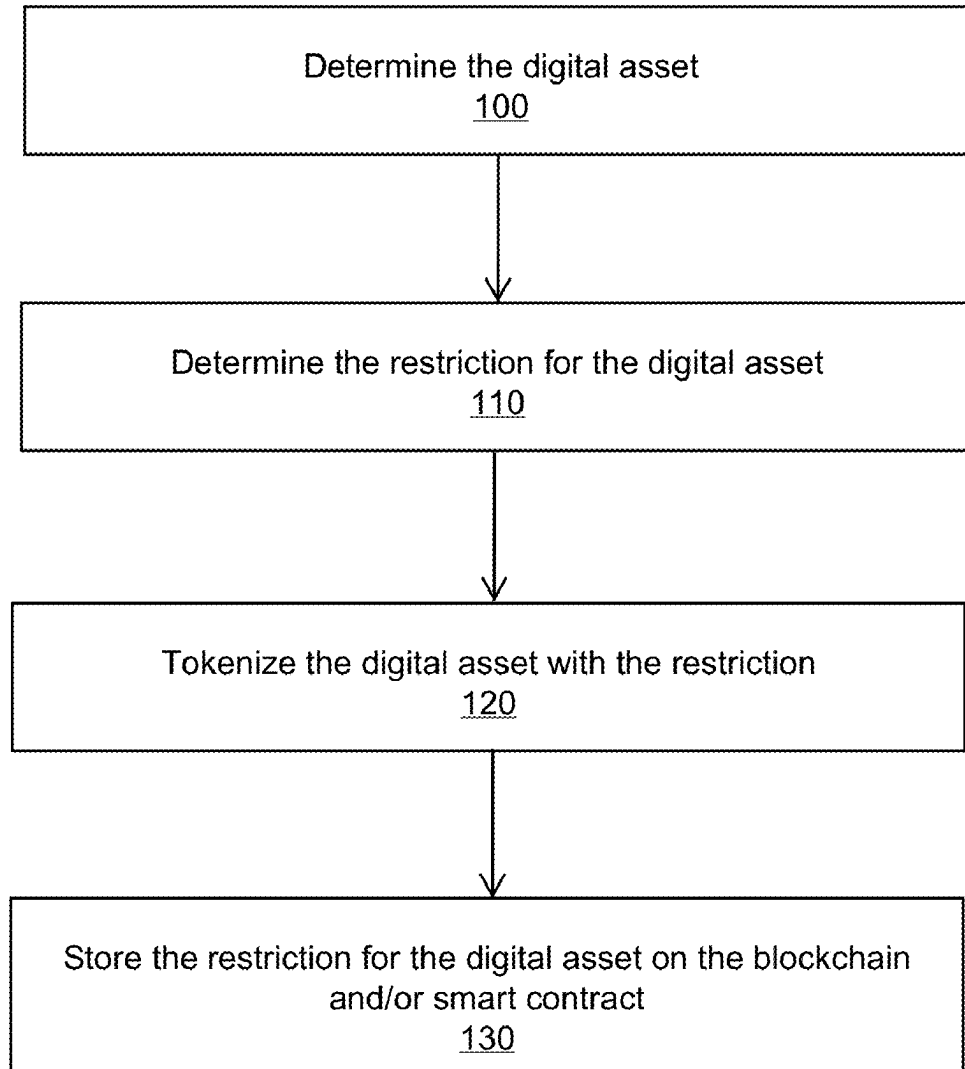 Determine the digital asset
100
Determine the restriction for the digital asset
110
Tokenize the digital asset with the restriction
120
Store the restriction for the digital asset on the blockchain
and/or smart contract
130